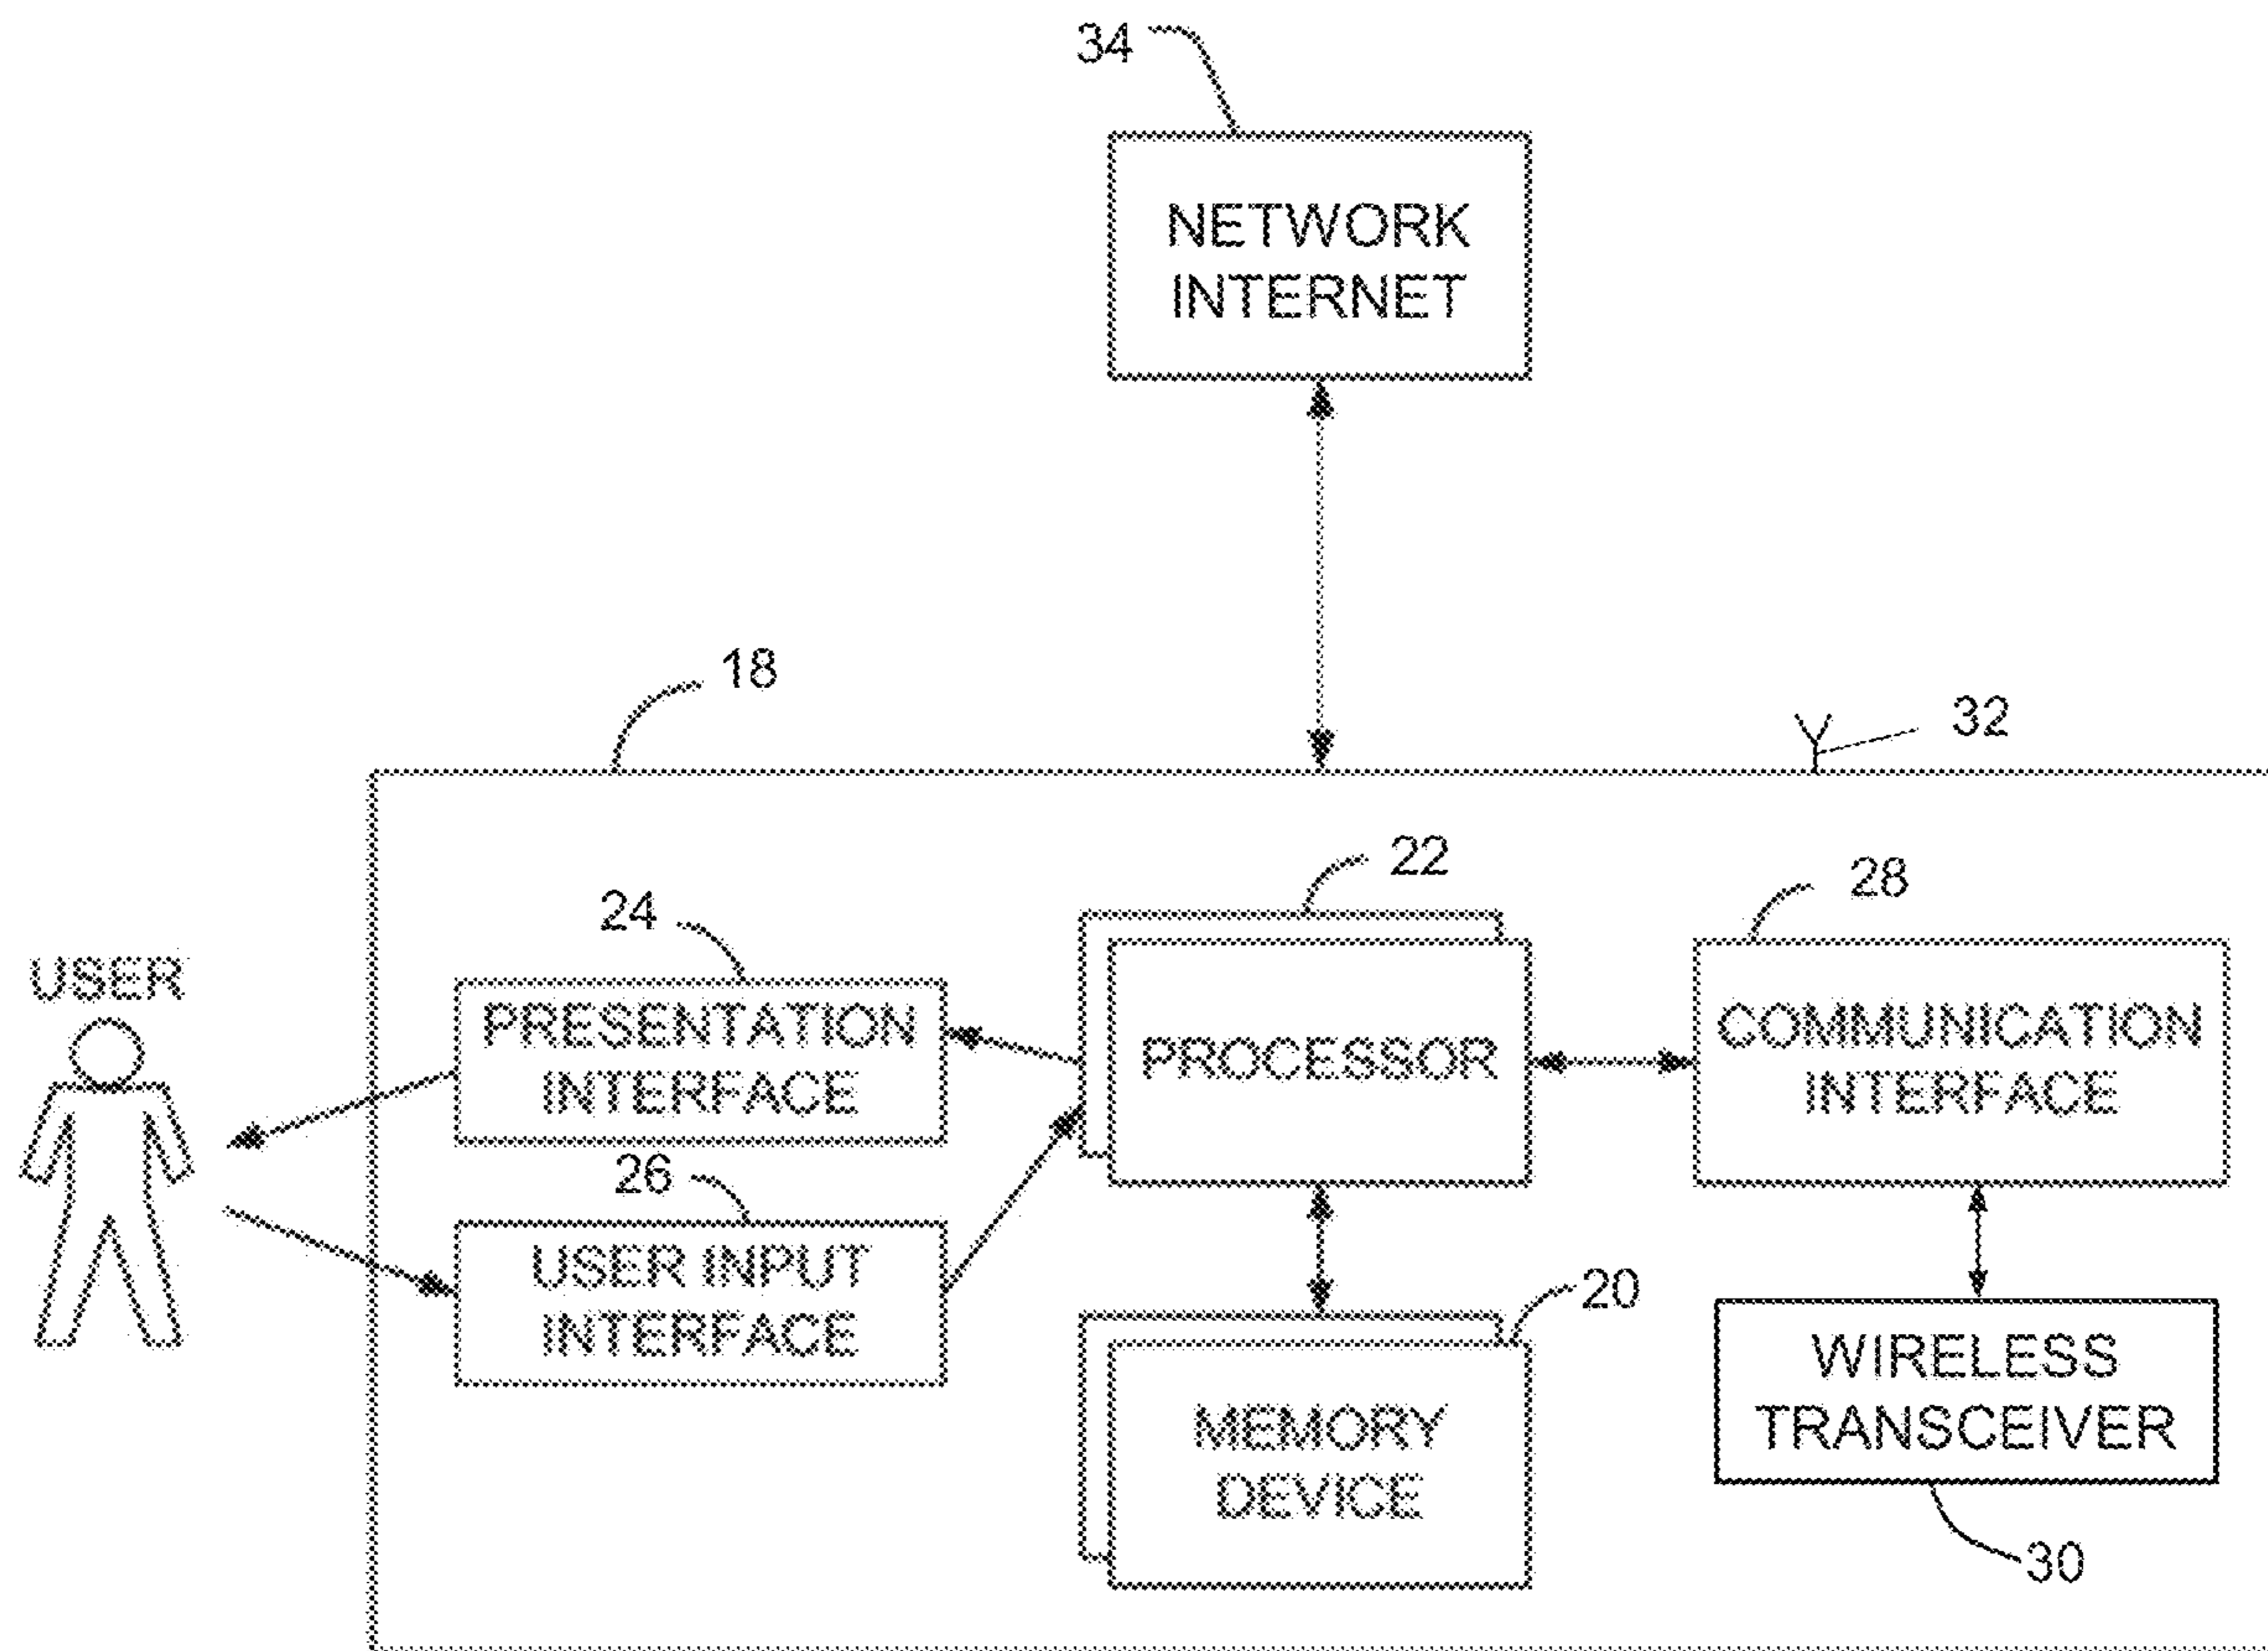 34
NETWORK
INTERNET
18
32
22
28
24
USER
PRESENTATION
INTERFACE
PROCESSOR
COMMUNICATION
INTERFACE
26
USER INPUT
INTERFACE
20
MEMORY
DEVICE
WIRELESS
TRANSCEIVER
30